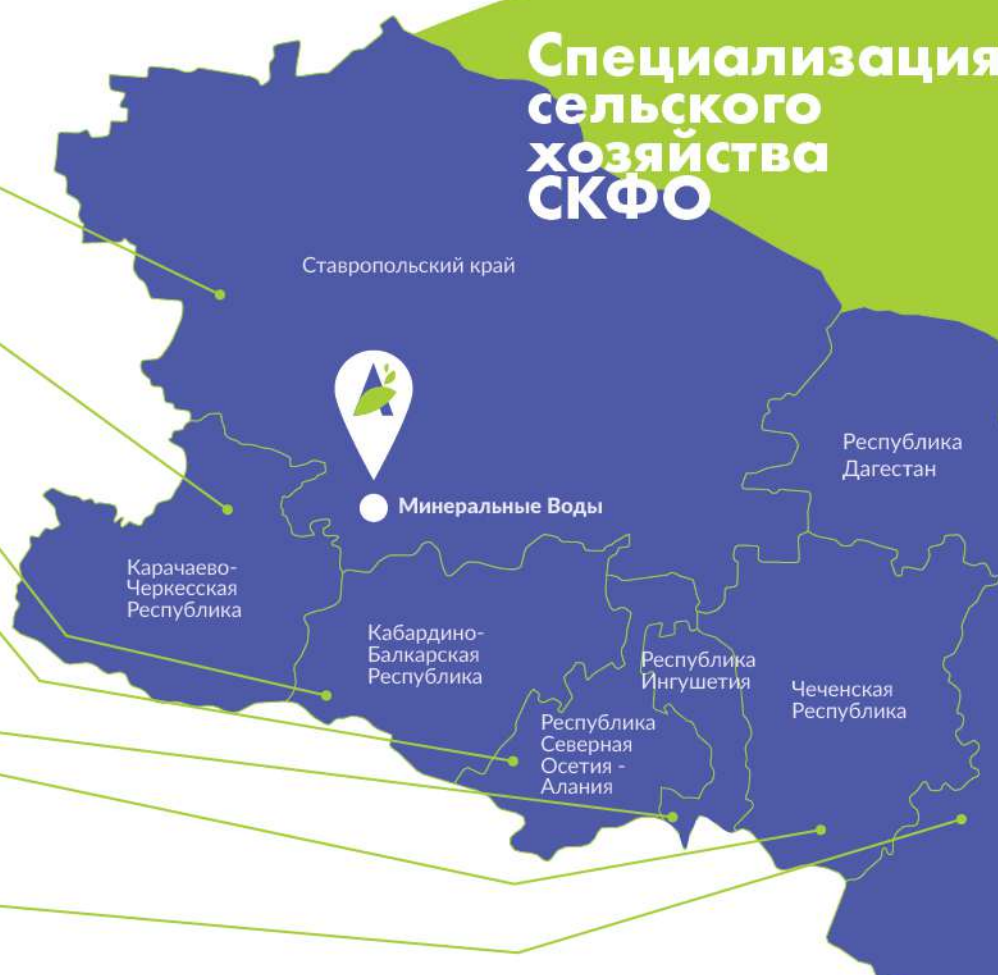 Специализация
сельского
хозяйства
СКФО
Ставропольский край
Республика
Дагестан
Минеральные Воды
Карачаево-
Черкесская
Республика
Кабардино-
Балкарская
Республика
Республика
Ингушетия
Чеченская
Республика
Республика
Северная
Осетия -
Алания